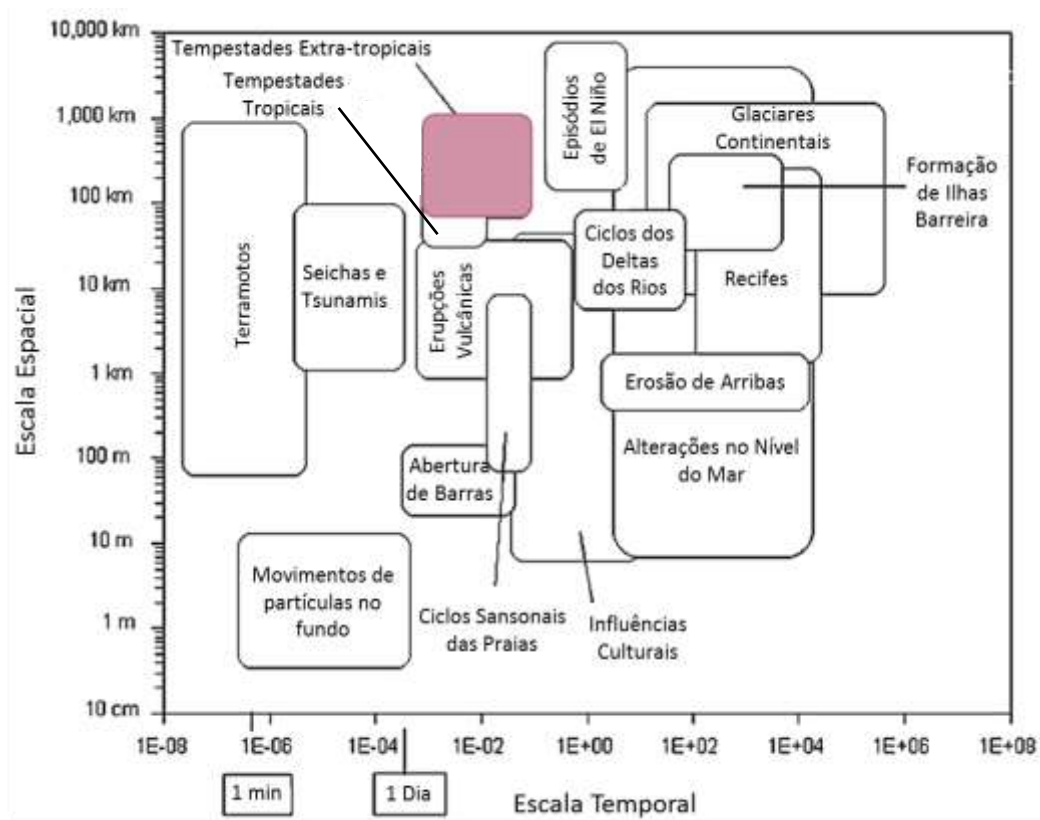 10,000 km
1,000 km
100 km
10 km
1 km
100 m
10 m
1 m
10 cm
Escala Espacial
Tempestades Extra-tropicais
Tempestades
Tropicais
Episódios
de El Niño
Glaciares
Continentais
Formação
de Ilhas
Barreira
Terramotos
Seichas e
Tsunamis
Erupções
Vulcânicas
Ciclos dos
Deltas
dos Rios
Recifes
Erosão de Arribas
Alterações no Nível
do Mar
Abertura
de Barras
Movimentos de
partículas no
fundo
Ciclos Sansonais
das Praias
Influências
Culturais
1E-08 1E-06 1E-04 1E-02 1E+00 1E+02 1E+04 1E+06 1E+08
1 min 1 Dia
Escala Temporal